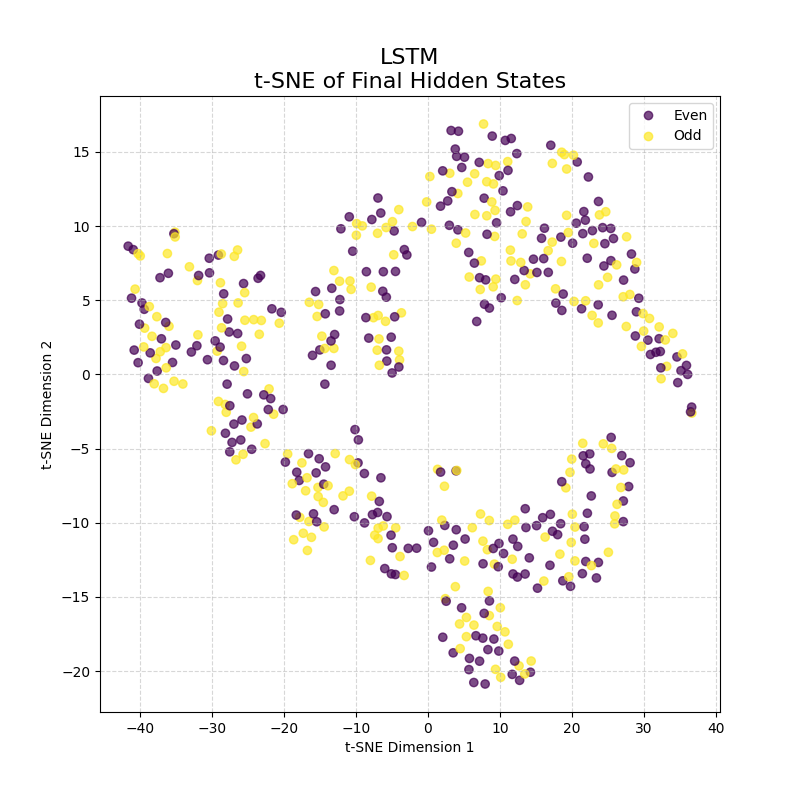 LSTM
t-SNE of Final Hidden States
Even
Odd
15
10
5
0
−5
−10
−15
−20
t-SNE Dimension 2
−40 −30 −20 −10 0 10 20 30 40
t-SNE Dimension 1